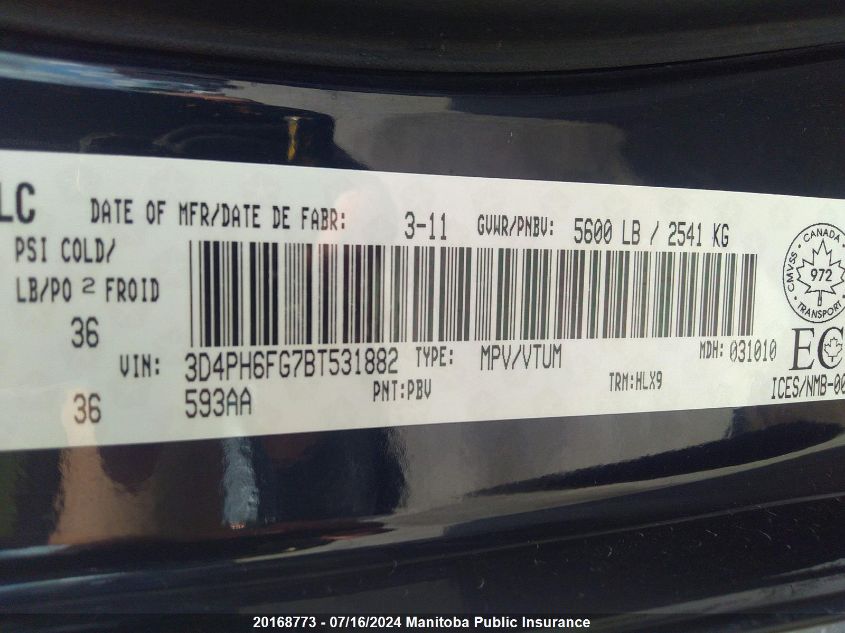 LC DATE OF MFR/DATE DE FABR: 3-11 GVWR/PNBV: 5600 LB / 2541 KG
PSI COLD/
LB/PO 2 FROID
36
VIN: 3D4PH6FG7BT531882 TYPE: MPV/VTUM MDH: 031010
36 593AA PNT:PBV TRM:HLX9
CANADA
CMVSS 972
TRANSPORT
EC
ICES/NMB-00
20168773 - 07/16/2024 Manitoba Public Insurance